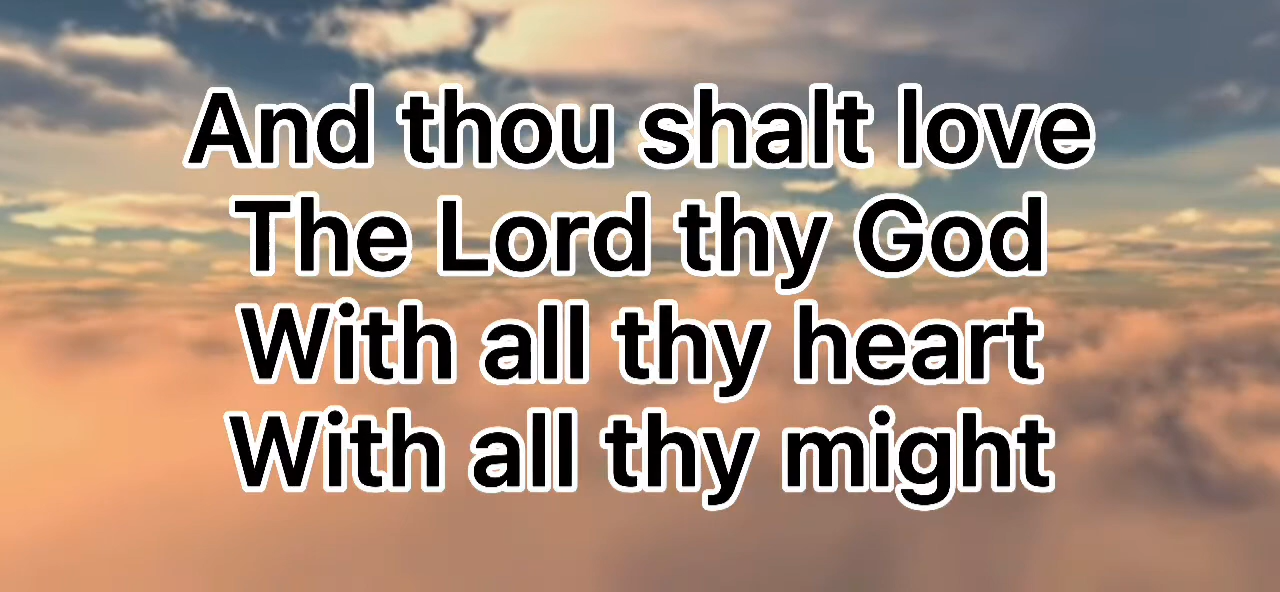 And thou shalt love
The Lord thy God
With all thy heart
With all thy might